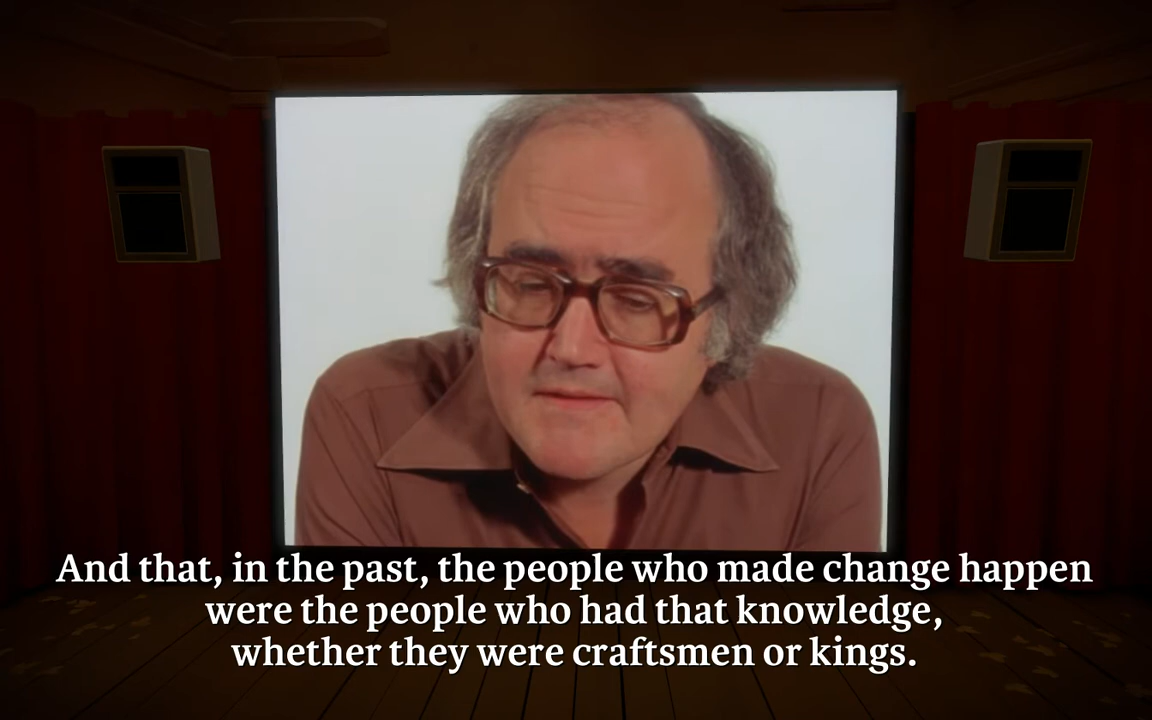 And that, in the past, the people who made change happen
were the people who had that knowledge,
whether they were craftsmen or kings.